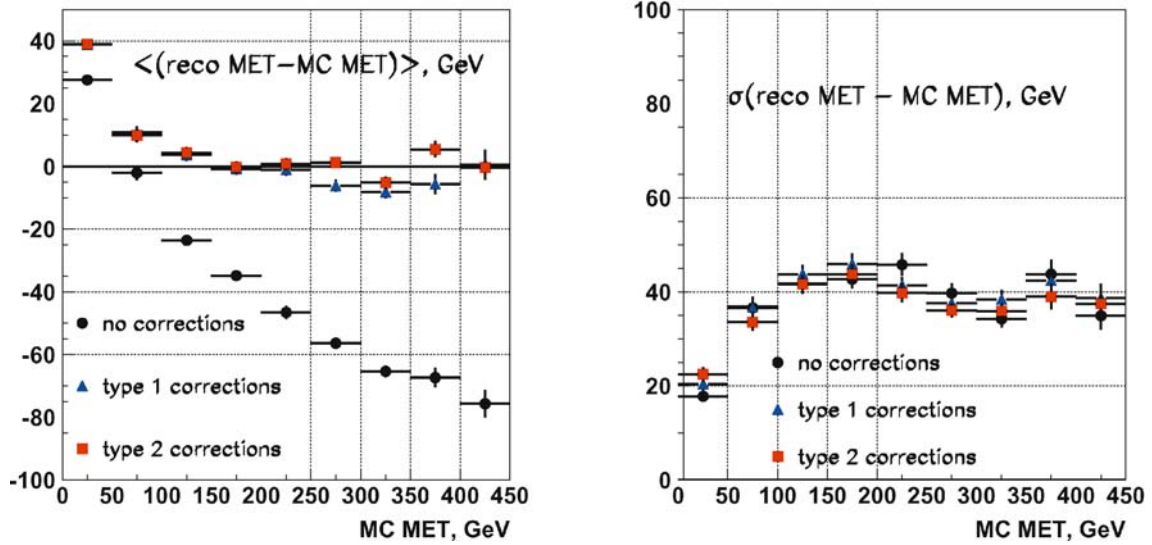 <(reco MET−MC MET)>, GeV
40
20
0
-20
-40
-60
-80
-100
no corrections
type 1 corrections
type 2 corrections
0 50 100 150 200 250 300 350 400 450
MC MET, GeV
σ(reco MET − MC MET), GeV
100
80
60
40
20
0
no corrections
type 1 corrections
type 2 corrections
0 50 100 150 200 250 300 350 400 450
MC MET, GeV